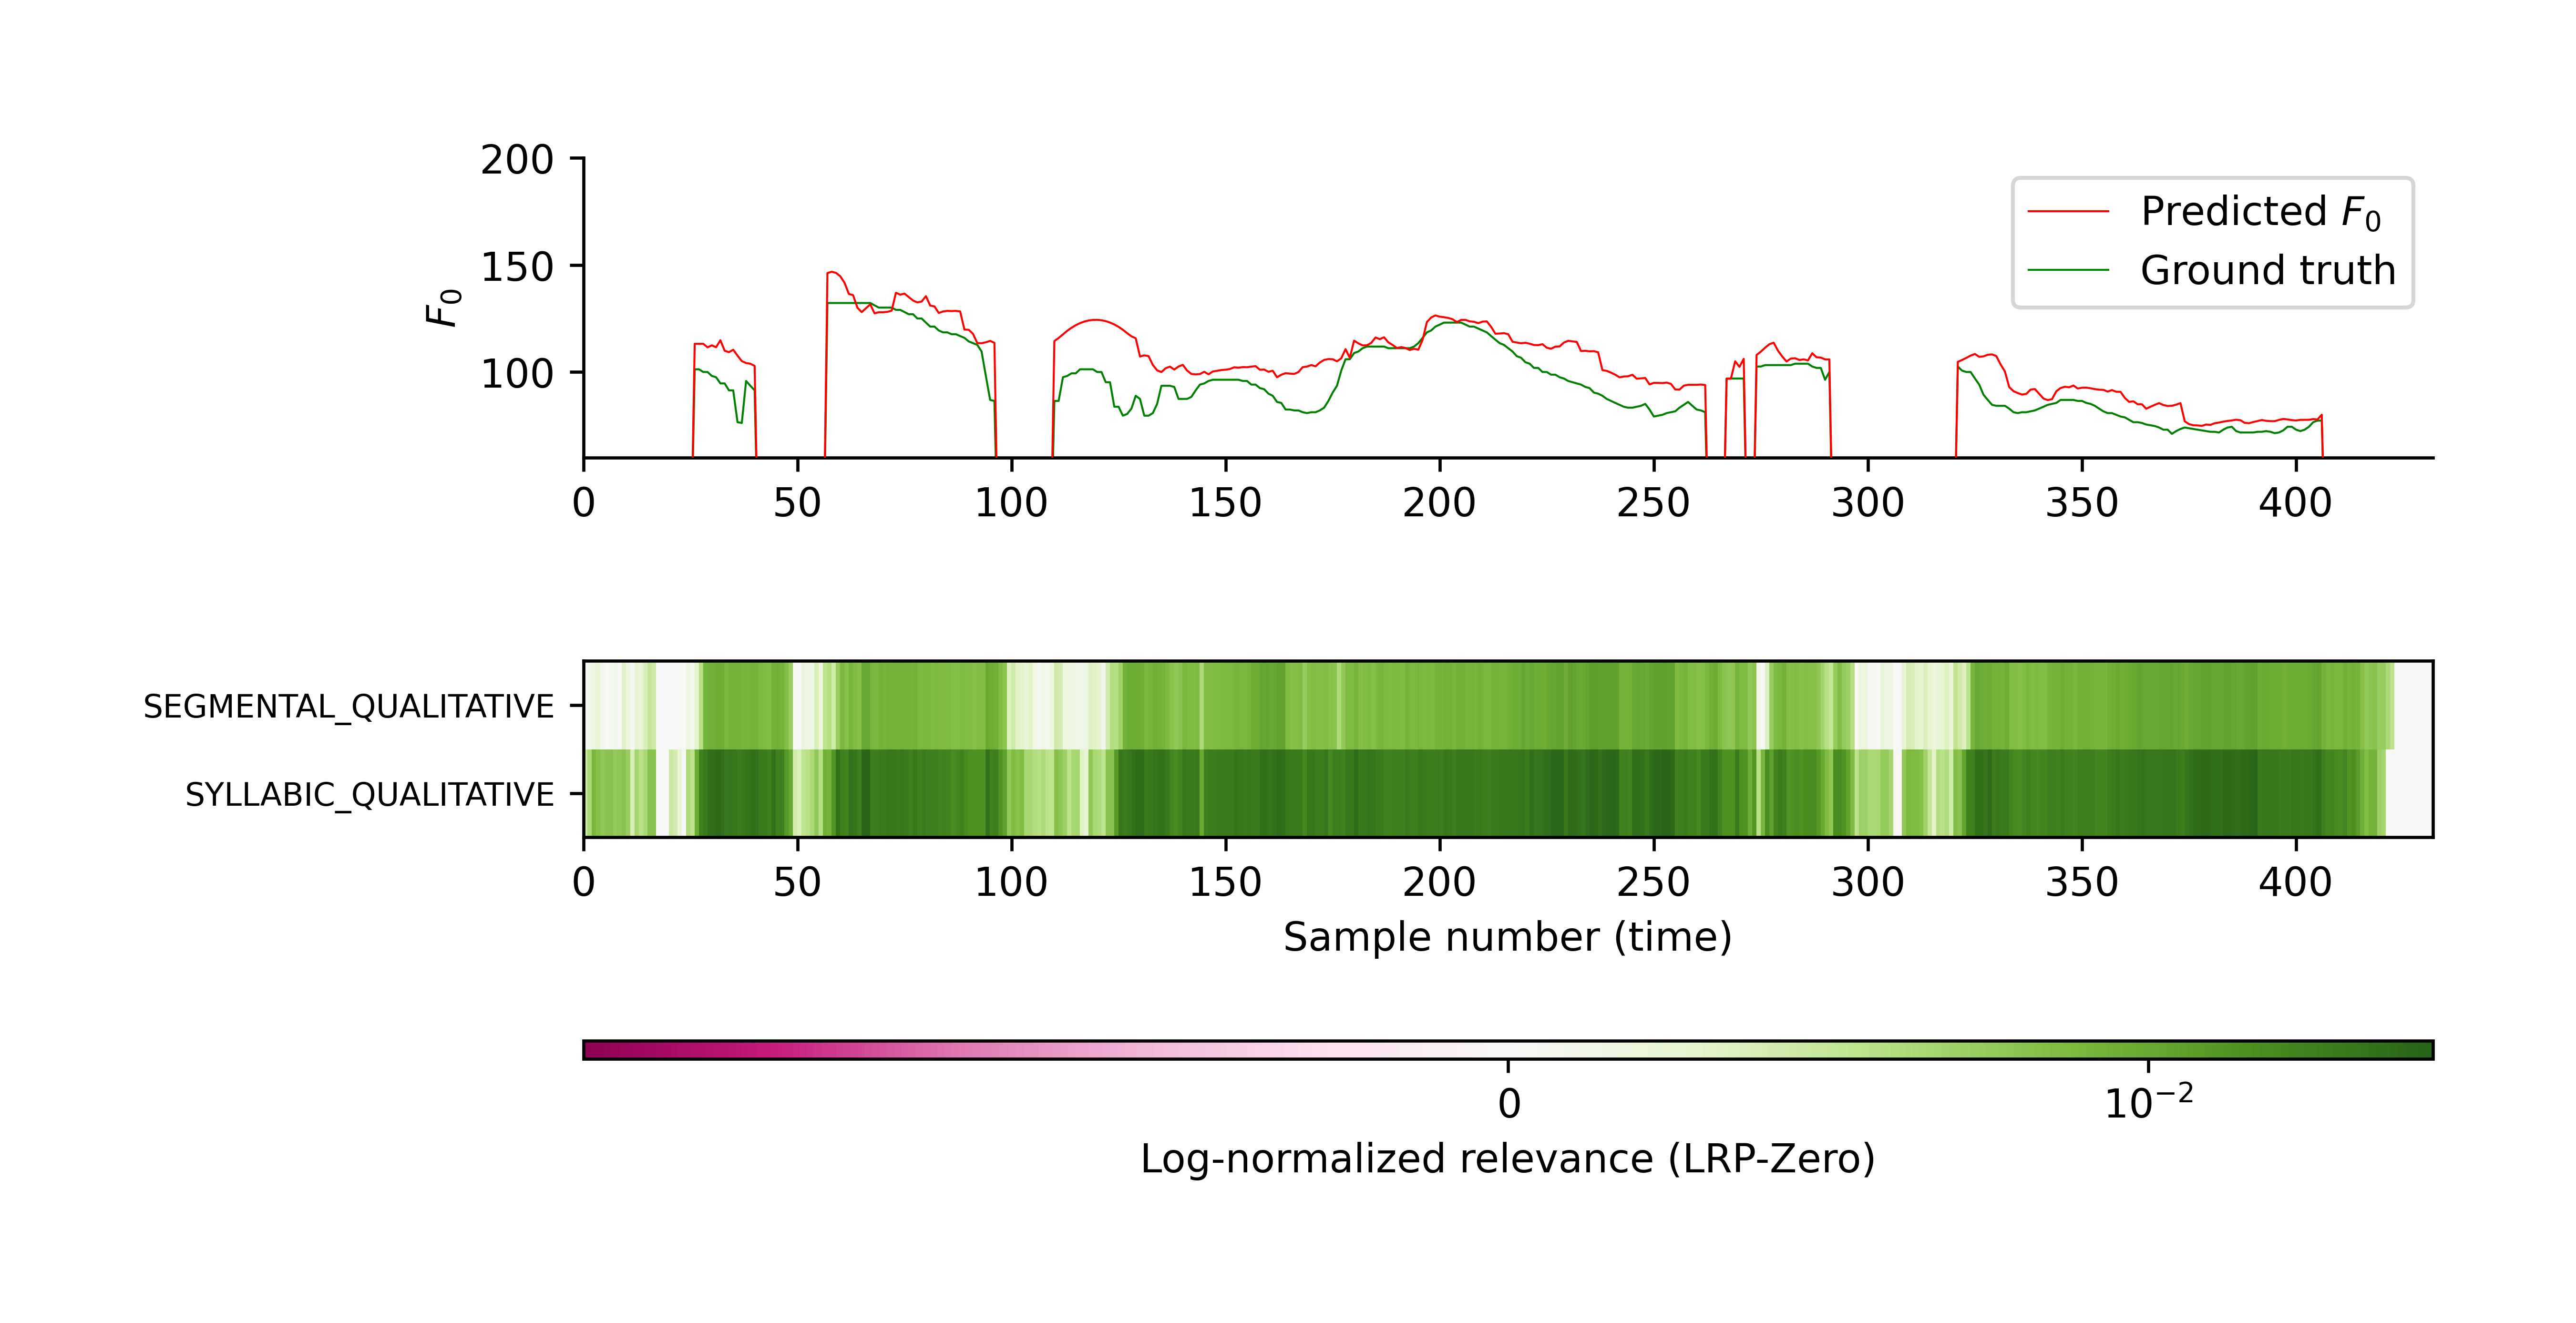 200
150
100
F₀
Predicted F₀
Ground truth
0 50 100 150 200 250 300 350 400
SEGMENTAL_QUALITATIVE
SYLLABIC_QUALITATIVE
0 50 100 150 200 250 300 350 400
Sample number (time)
0 10⁻²
Log-normalized relevance (LRP-Zero)